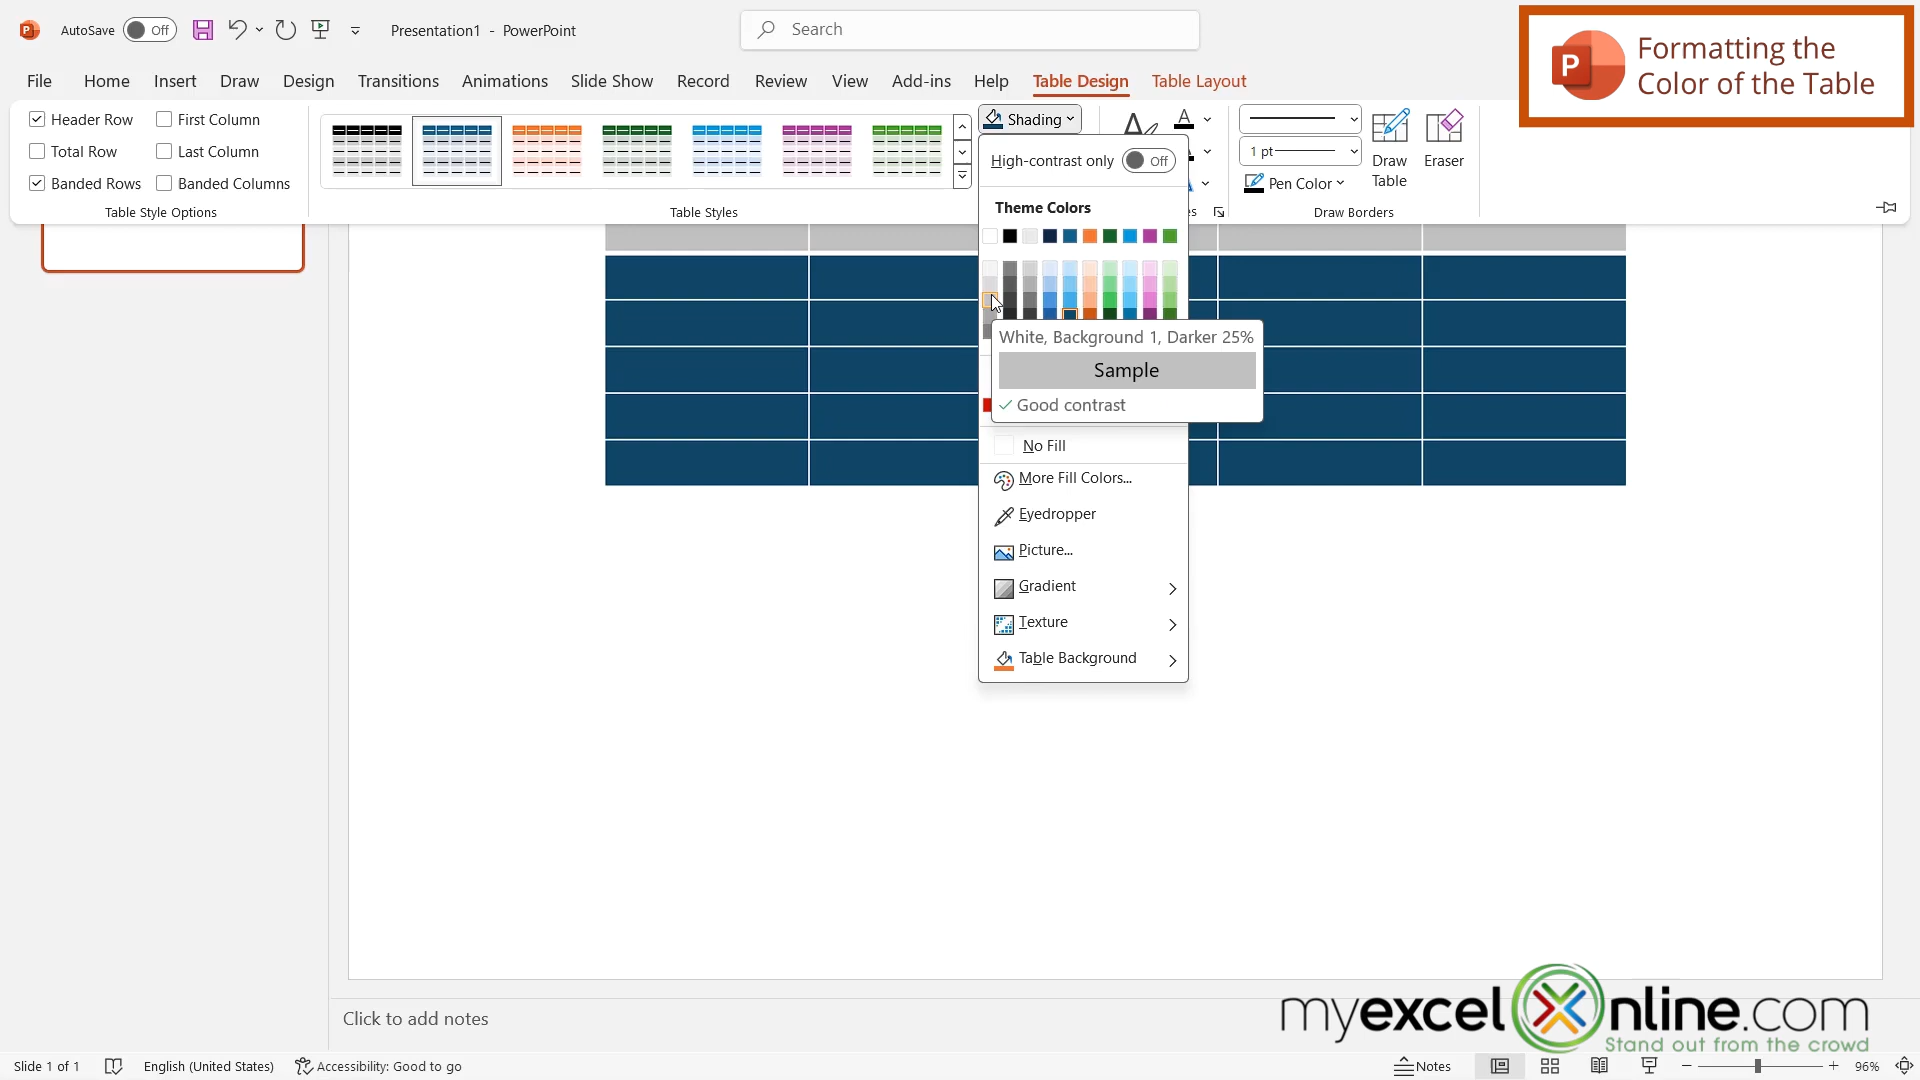 AutoSave Off Presentation1 - PowerPoint Search
Formatting the
Color of the Table
File Home Insert Draw Design Transitions Animations Slide Show Record Review View Add-ins Help Table Design Table Layout
Header Row First Column
Total Row Last Column
Banded Rows Banded Columns
Table Style Options
Table Styles
Shading
High-contrast only Off
Theme Colors
White, Background 1, Darker 25%
Sample
Good contrast
No Fill
More Fill Colors...
Eyedropper
Picture...
Gradient
Texture
Table Background
1 pt
Pen Color
Draw
Table
Eraser
Draw Borders
Click to add notes
myexcelonline.com
Stand out from the crowd
Slide 1 of 1 English (United States) Accessibility: Good to go Notes 96%